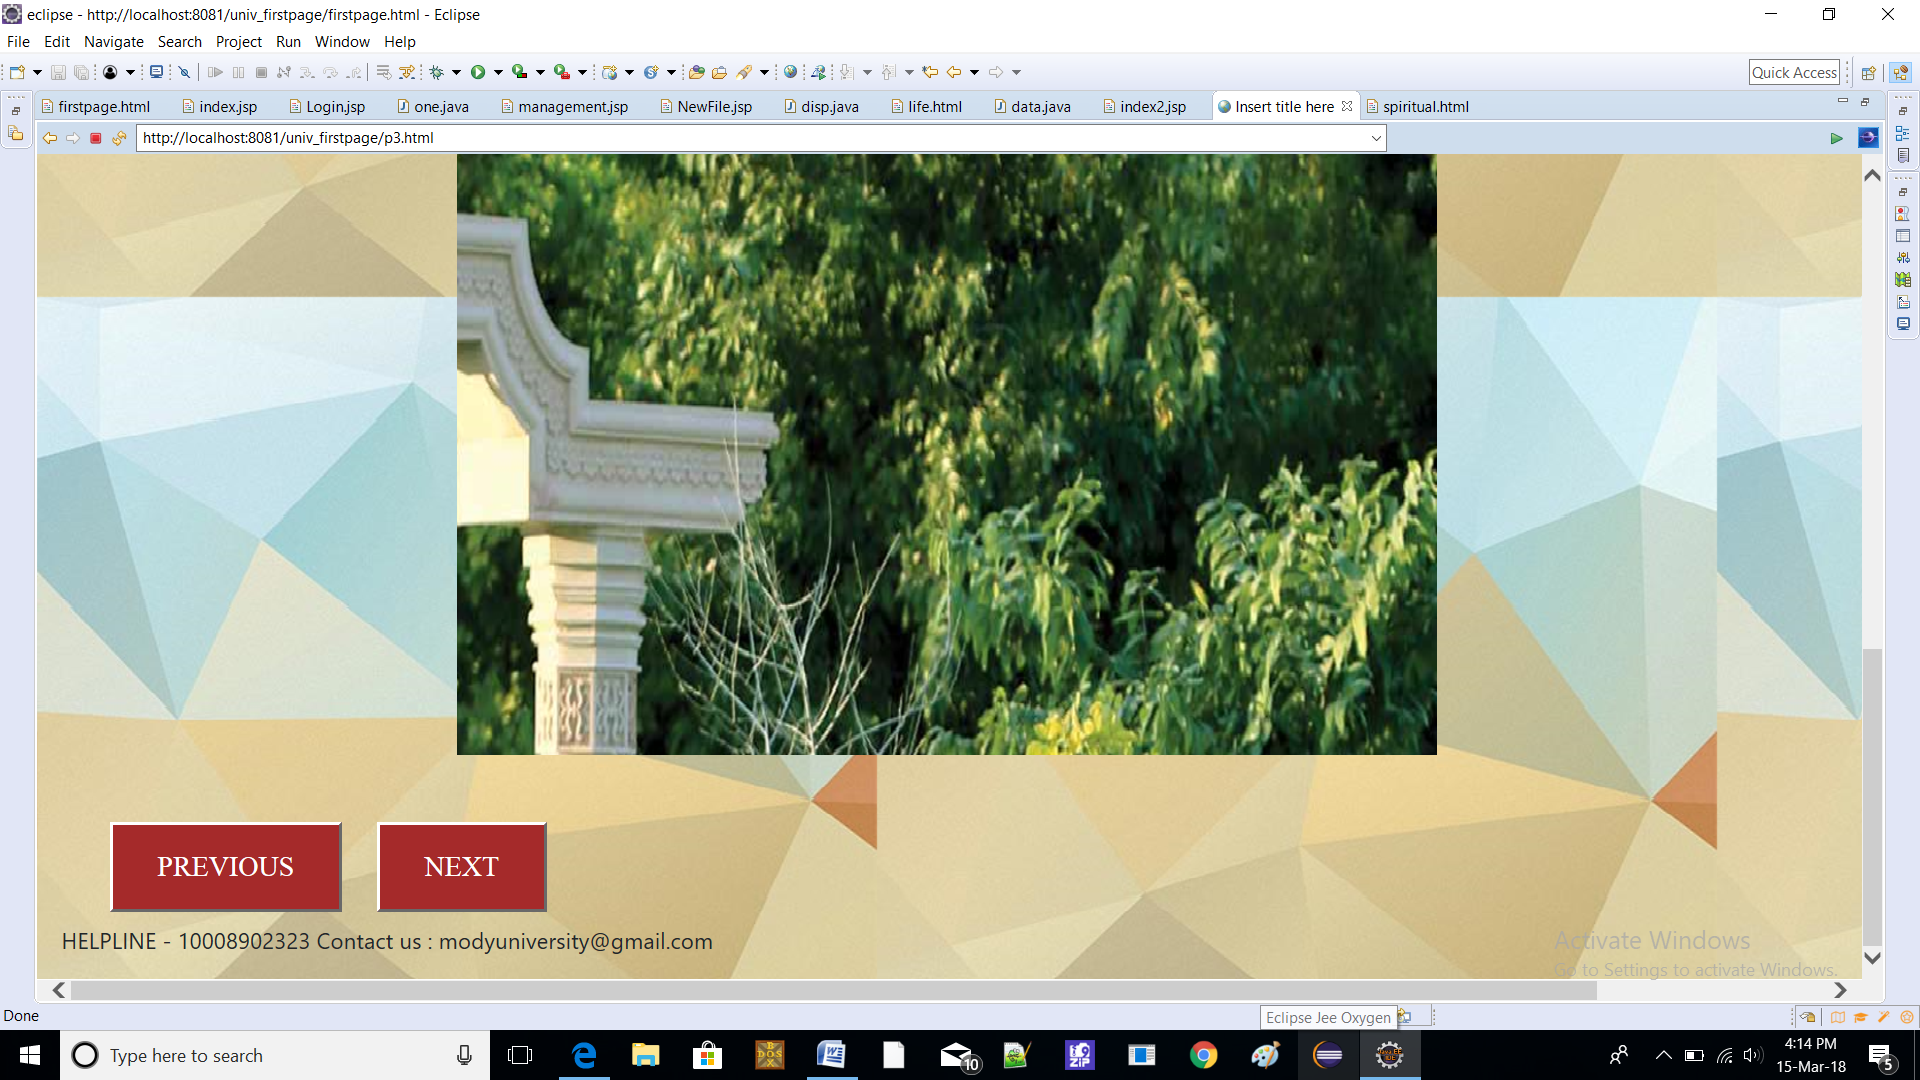 eclipse - http://localhost:8081/univ_firstpage/firstpage.html - Eclipse
File Edit Navigate Search Project Run Window Help
Quick Access
firstpage.html index.jsp Login.jsp one.java management.jsp NewFile.jsp disp.java life.html data.java index2.jsp Insert title here spiritual.html
http://localhost:8081/univ_firstpage/p3.html
PREVIOUS NEXT
HELPLINE - 10008902323 Contact us : modyuniversity@gmail.com
Activate Windows
Go to Settings to activate Windows.
Done
Eclipse Jee Oxygen
Type here to search
10
4:14 PM
15-Mar-18
5